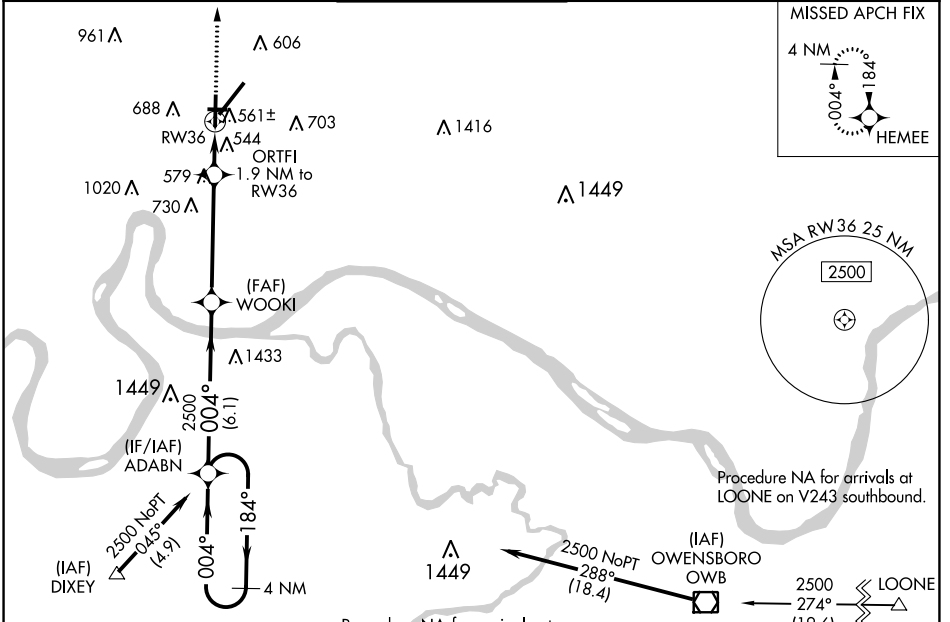 MISSED APCH FIX
4 NM
004°
184°
HEMEE
961
606
688
561±
703
1416
RW36
544
ORTFI
1.9 NM to
RW36
579
1020
730
1449
MSA RW36 25 NM
2500
(FAF)
WOOKI
1433
1449
2500
004°
(6.1)
(IF/IAF)
ADABN
2500 NoPT
045°
(4.9)
(IAF)
DIXEY
004°
184°
4 NM
1449
Procedure NA for arrivals at
LOONE on V243 southbound.
(IAF)
OWENSBORO
OWB
2500 NoPT
288°
(18.4)
2500
274°
LOONE